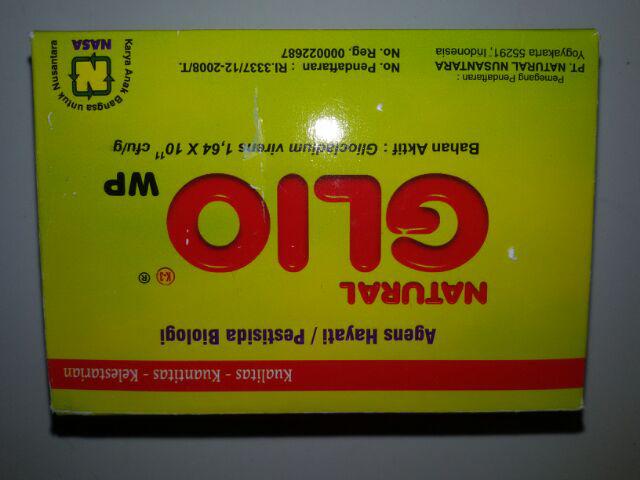 Kualitas - Kuantitas - Kelestarian
Agens Hayati / Pestisida Biologi
NATURAL
GLIO
WP
K-3 ®
Bahan Aktif : Gliocladium virens 1,64 X 10¹¹ cfu/g
Pemegang Pendaftaran :
PT. NATURAL NUSANTARA
Yogyakarta 55291, Indonesia
No. Pendaftaran : RI.3337/12-2008/T.
No. Reg. 000022687
Karya Anak Bangsa untuk Nusantara
N
NASA